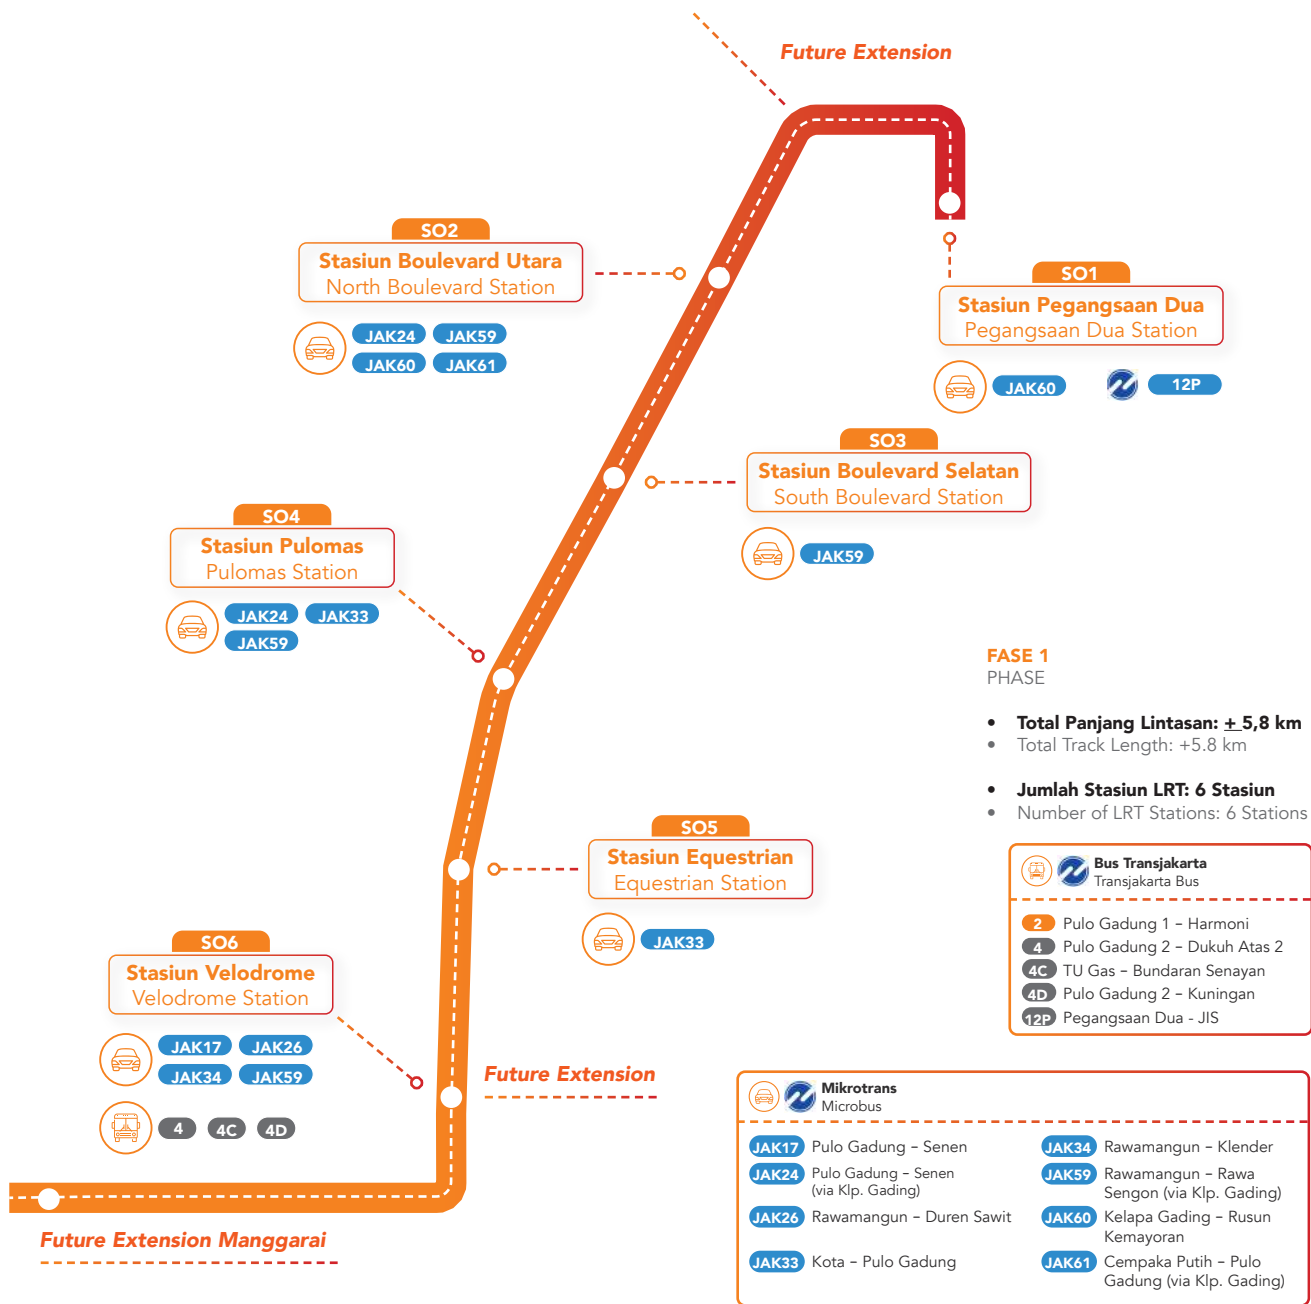 Future Extension
SO2
Stasiun Boulevard Utara
North Boulevard Station
JAK24 JAK59
JAK60 JAK61
SO1
Stasiun Pegangsaan Dua
Pegangsaan Dua Station
JAK60 12P
SO3
Stasiun Boulevard Selatan
South Boulevard Station
JAK59
SO4
Stasiun Pulomas
Pulomas Station
JAK24 JAK33
JAK59
FASE 1
PHASE
• Total Panjang Lintasan: + 5,8 km
• Total Track Length: +5.8 km
• Jumlah Stasiun LRT: 6 Stasiun
• Number of LRT Stations: 6 Stations
SO5
Stasiun Equestrian
Equestrian Station
JAK33
Bus Transjakarta
Transjakarta Bus
2 Pulo Gadung 1 – Harmoni
4 Pulo Gadung 2 – Dukuh Atas 2
4C TU Gas – Bundaran Senayan
4D Pulo Gadung 2 – Kuningan
12P Pegangsaan Dua - JIS
SO6
Stasiun Velodrome
Velodrome Station
JAK17 JAK26
JAK34 JAK59
4 4C 4D
Future Extension
Future Extension Manggarai
Mikrotrans
Microbus
JAK17 Pulo Gadung – Senen
JAK24 Pulo Gadung – Senen
(via Klp. Gading)
JAK26 Rawamangun – Duren Sawit
JAK33 Kota – Pulo Gadung
JAK34 Rawamangun – Klender
JAK59 Rawamangun – Rawa
Sengon (via Klp. Gading)
JAK60 Kelapa Gading – Rusun
Kemayoran
JAK61 Cempaka Putih – Pulo
Gadung (via Klp. Gading)